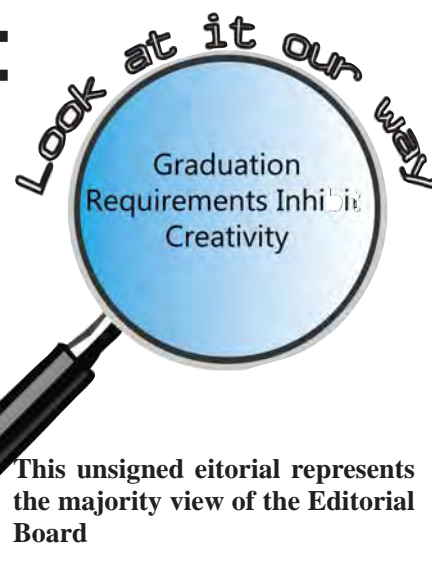 Look at it our way
Graduation
Requirements Inhibit
Creativity
This unsigned eitorial represents
the majority view of the Editorial
Board